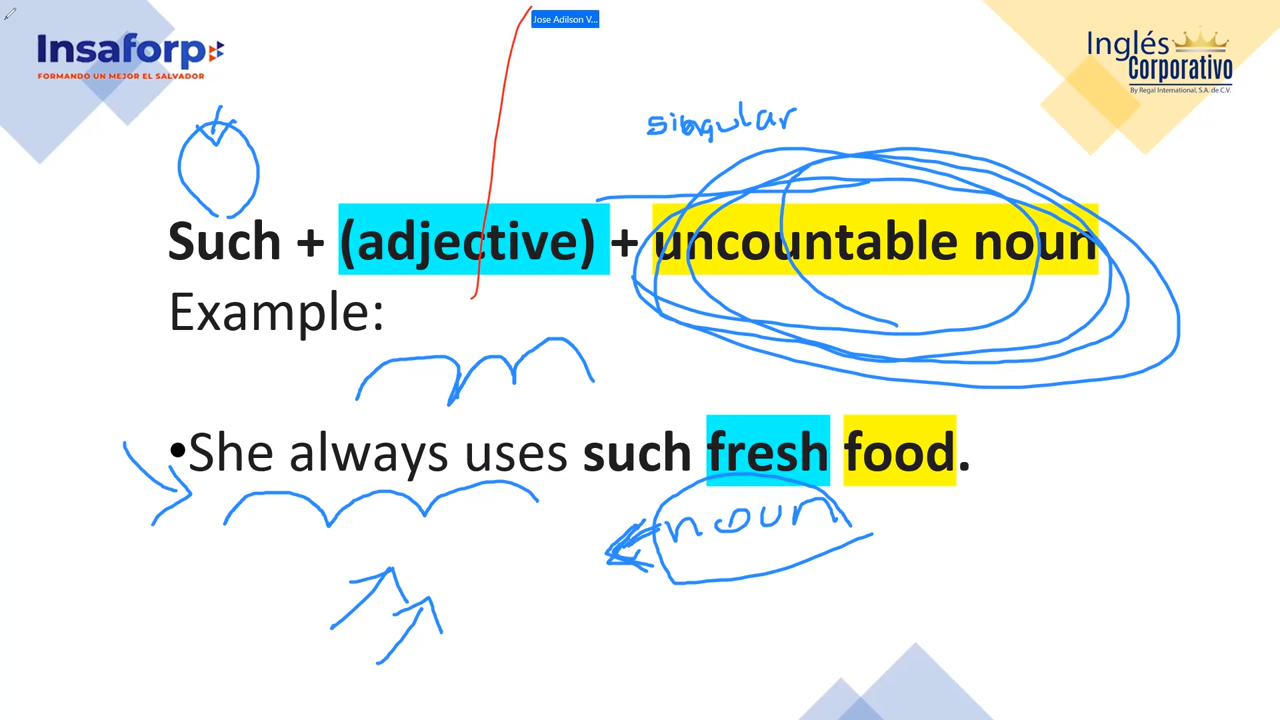 Jose Adilson V...
Insaforp
FORMANDO UN MEJOR EL SALVADOR
Inglés
Corporativo
By Regal International, S.A. de C.V.
singular
Such + (adjective) + uncountable noun
Example:
•She always uses such fresh food.
noun